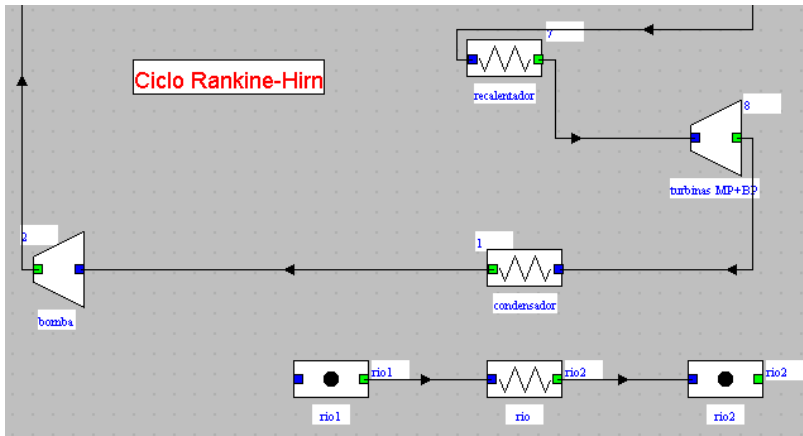 7
Ciclo Rankine-Hirn
recalentador
8
turbinas MP+BP
2
1
condensador
bomba
rio1
rio2
rio2
rio1
rio
rio2